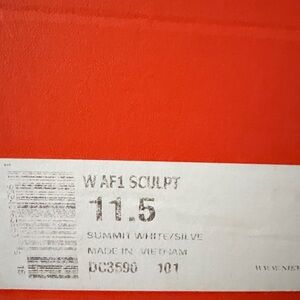 W AF1 SCULPT
11.5
SUMMIT WHITE/SILVE
MADE IN VIETNAM
DC3590 101